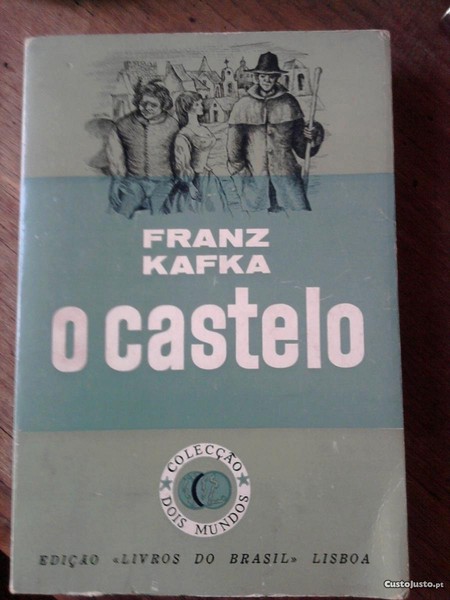 FRANZ
KAFKA
o castelo
COLECÇÃO
DOIS MUNDOS
EDIÇÃO «LIVROS DO BRASIL» LISBOA
CustoJusto.pt